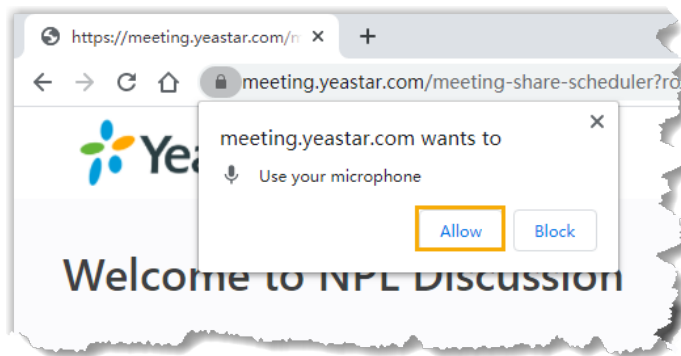 https://meeting.yeastar.com/m
meeting.yeastar.com/meeting-share-scheduler?ro
Yea
meeting.yeastar.com wants to
Use your microphone
Allow
Block
Welcome to NPL Discussion